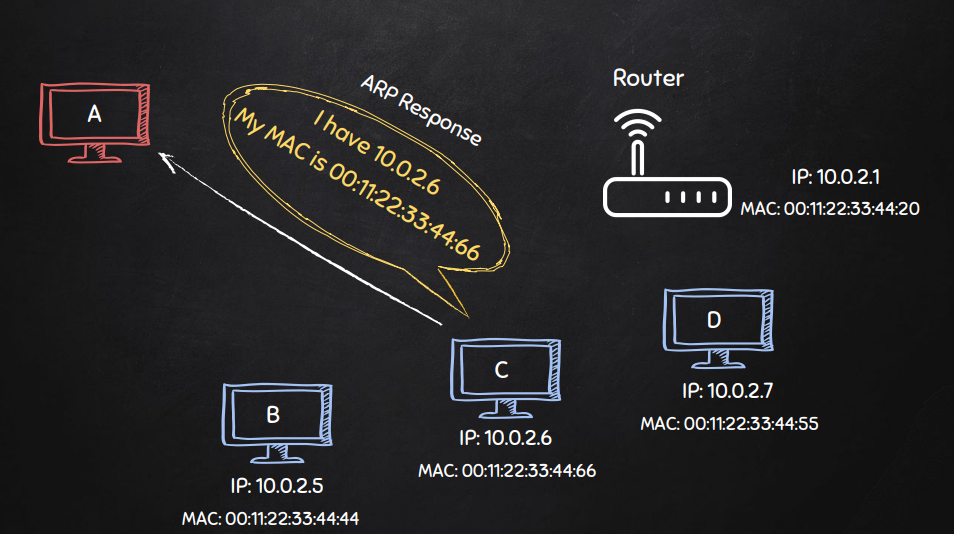 Router
A
ARP Response
I have 10.0.2.6
My MAC is 00:11:22:33:44:66
IP: 10.0.2.1
MAC: 00:11:22:33:44:20
D
IP: 10.0.2.7
MAC: 00:11:22:33:44:55
C
IP: 10.0.2.6
MAC: 00:11:22:33:44:66
B
IP: 10.0.2.5
MAC: 00:11:22:33:44:44